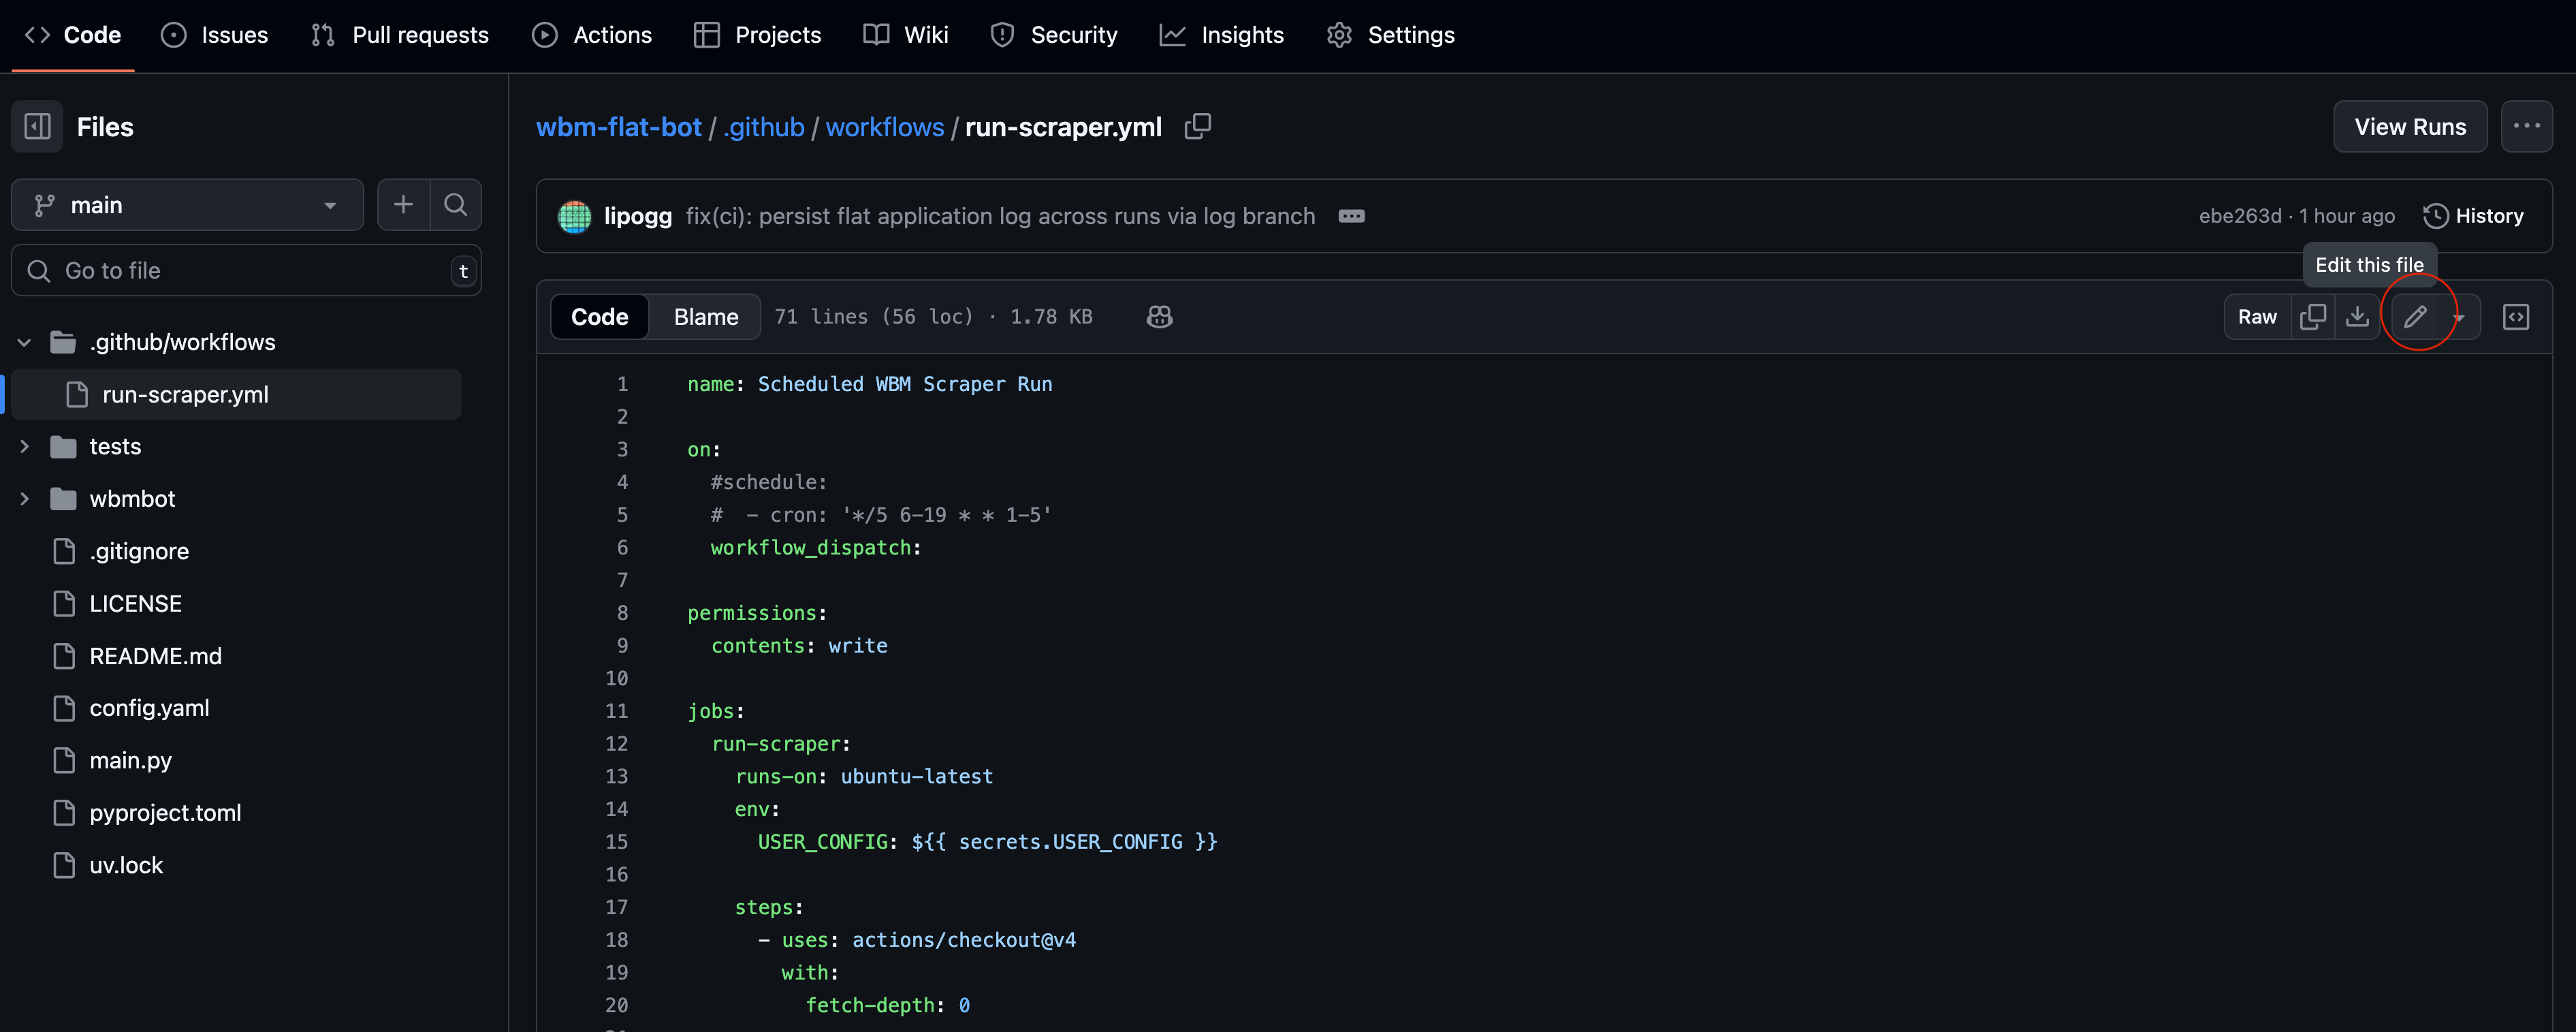 Code Issues Pull requests Actions Projects Wiki Security Insights Settings
Files
main
Go to file t
.github/workflows
run-scraper.yml
tests
wbmbot
.gitignore
LICENSE
README.md
config.yaml
main.py
pyproject.toml
uv.lock
wbm-flat-bot / .github / workflows / run-scraper.yml
View Runs
lipogg fix(ci): persist flat application log across runs via log branch
ebe263d · 1 hour ago History
Edit this file
Code Blame 71 lines (56 loc) · 1.78 KB
Raw
1 name: Scheduled WBM Scraper Run
2
3 on:
4   #schedule:
5   #  - cron: '*/5 6-19 * * 1-5'
6   workflow_dispatch:
7
8 permissions:
9   contents: write
10
11 jobs:
12   run-scraper:
13     runs-on: ubuntu-latest
14     env:
15       USER_CONFIG: ${{ secrets.USER_CONFIG }}
16
17     steps:
18       - uses: actions/checkout@v4
19         with:
20           fetch-depth: 0